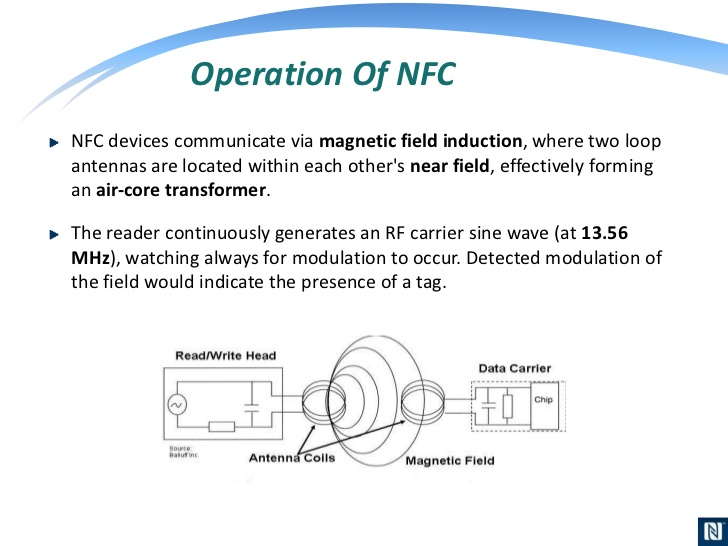 Operation Of NFC
NFC devices communicate via magnetic field induction, where two loop
antennas are located within each other's near field, effectively forming
an air-core transformer.
The reader continuously generates an RF carrier sine wave (at 13.56
MHz), watching always for modulation to occur. Detected modulation of
the field would indicate the presence of a tag.
Read/Write Head
Data Carrier
Chip
Source:
Balluff Inc.
Antenna Coils
Magnetic Field